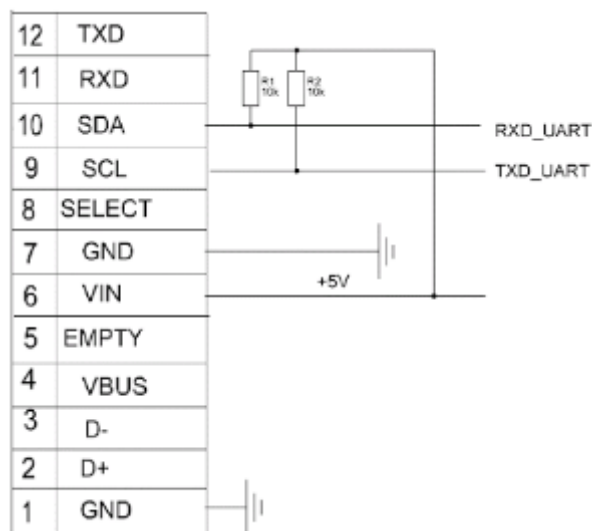 12 TXD
11 RXD
R1 R2
10k 10k
10 SDA
RXD_UART
9 SCL
TXD_UART
8 SELECT
7 GND
+5V
6 VIN
5 EMPTY
4 VBUS
3 D-
2 D+
1 GND